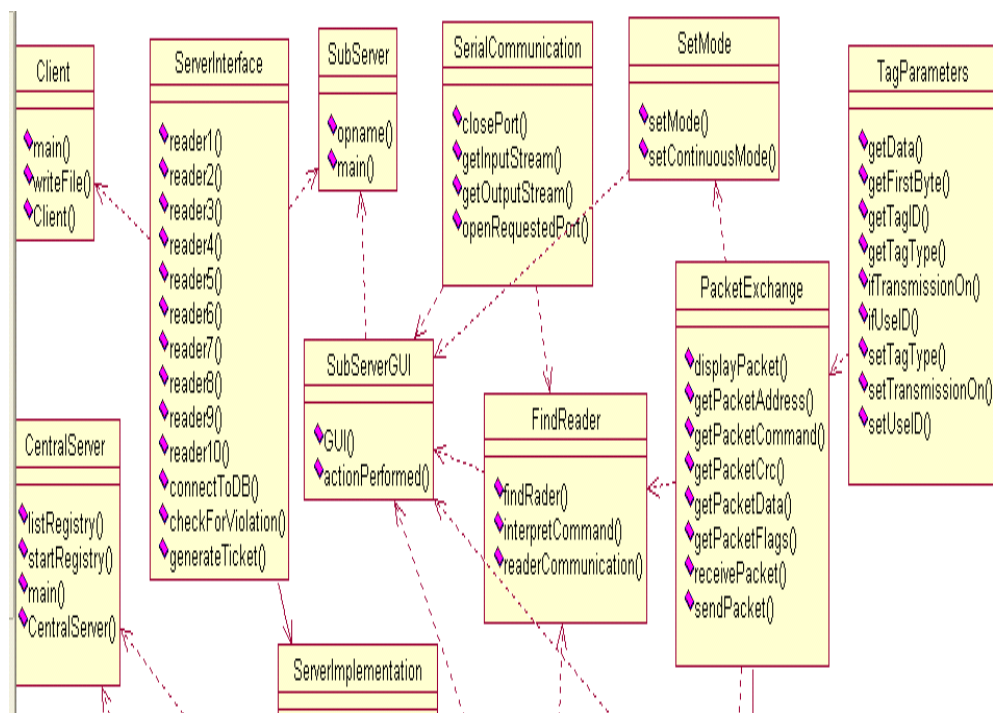 Client
main()
writeFile()
Client()
ServerInterface
reader1()
reader2()
reader3()
reader4()
reader5()
reader6()
reader7()
reader8()
reader9()
reader10()
connectToDB()
checkForViolation()
generateTicket()
SubServer
opname()
main()
SerialCommunication
closePort()
getInputStream()
getOutputStream()
openRequestedPort()
SetMode
setMode()
setContinuousMode()
TagParameters
getData()
getFirstByte()
getTagID()
getTagType()
ifTransmissionOn()
ifUseID()
setTagType()
setTransmissionOn()
setUseID()
PacketExchange
displayPacket()
getPacketAddress()
getPacketCommand()
getPacketCrc()
getPacketData()
getPacketFlags()
receivePacket()
sendPacket()
SubServerGUI
GUI()
actionPerformed()
FindReader
findRader()
interpretCommand()
readerCommunication()
CentralServer
listRegistry()
startRegistry()
main()
CentralServer()
ServerImplementation